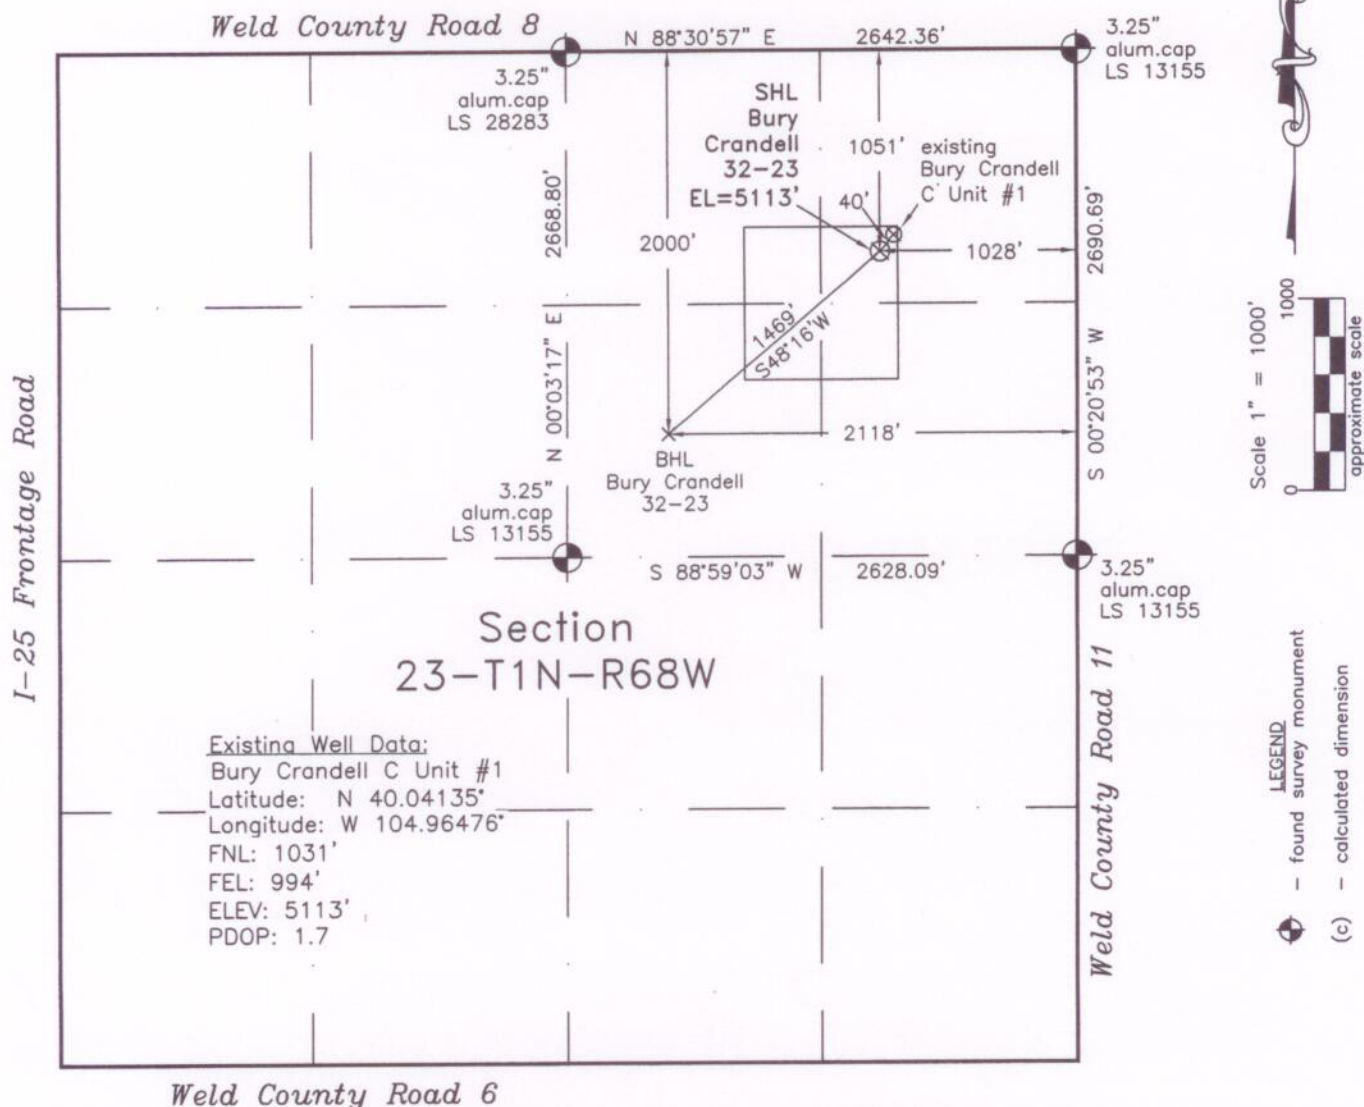 Weld County Road 8
N 88°30'57" E
2642.36'
3.25"
alum.cap
LS 13155
3.25"
alum.cap
LS 28283
SHL
Bury
Crandell
32-23
EL=5113'
1051'
existing
Bury Crandell
C Unit #1
40'
2668.80'
N 00°03'17" E
2000'
1028'
2690.69'
S 00°20'53" W
1469'
S48°16'W
2118'
BHL
Bury Crandell
32-23
3.25"
alum.cap
LS 13155
S 88°59'03" W
2628.09'
3.25"
alum.cap
LS 13155
I-25 Frontage Road
Section
23-T1N-R68W
Existing Well Data:
Bury Crandell C Unit #1
Latitude: N 40.04135°
Longitude: W 104.96476°
FNL: 1031'
FEL: 994'
ELEV: 5113'
PDOP: 1.7
Weld County Road 11
Weld County Road 6
Scale 1" = 1000'
0
1000
approximate scale
LEGEND
- found survey monument
(c) - calculated dimension